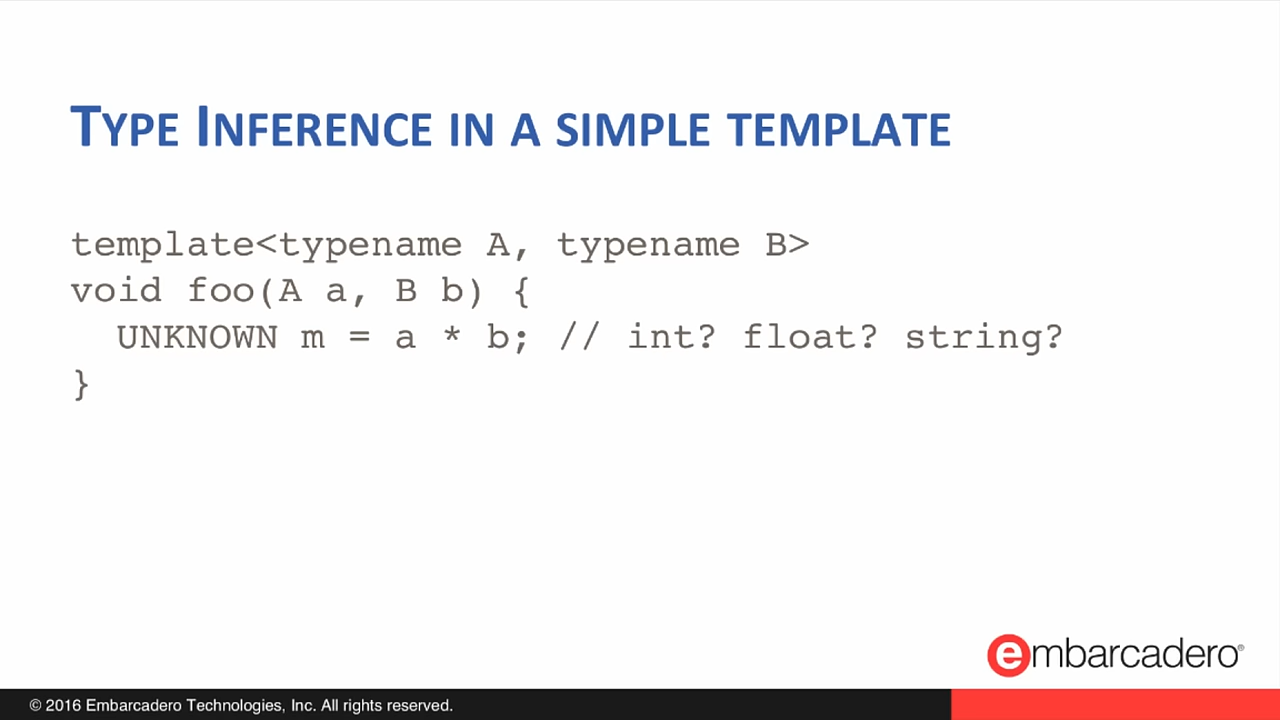 TYPE INFERENCE IN A SIMPLE TEMPLATE
template<typename A, typename B>
void foo(A a, B b) {
  UNKNOWN m = a * b; // int? float? string?
}
embarcadero®
© 2016 Embarcadero Technologies, Inc. All rights reserved.